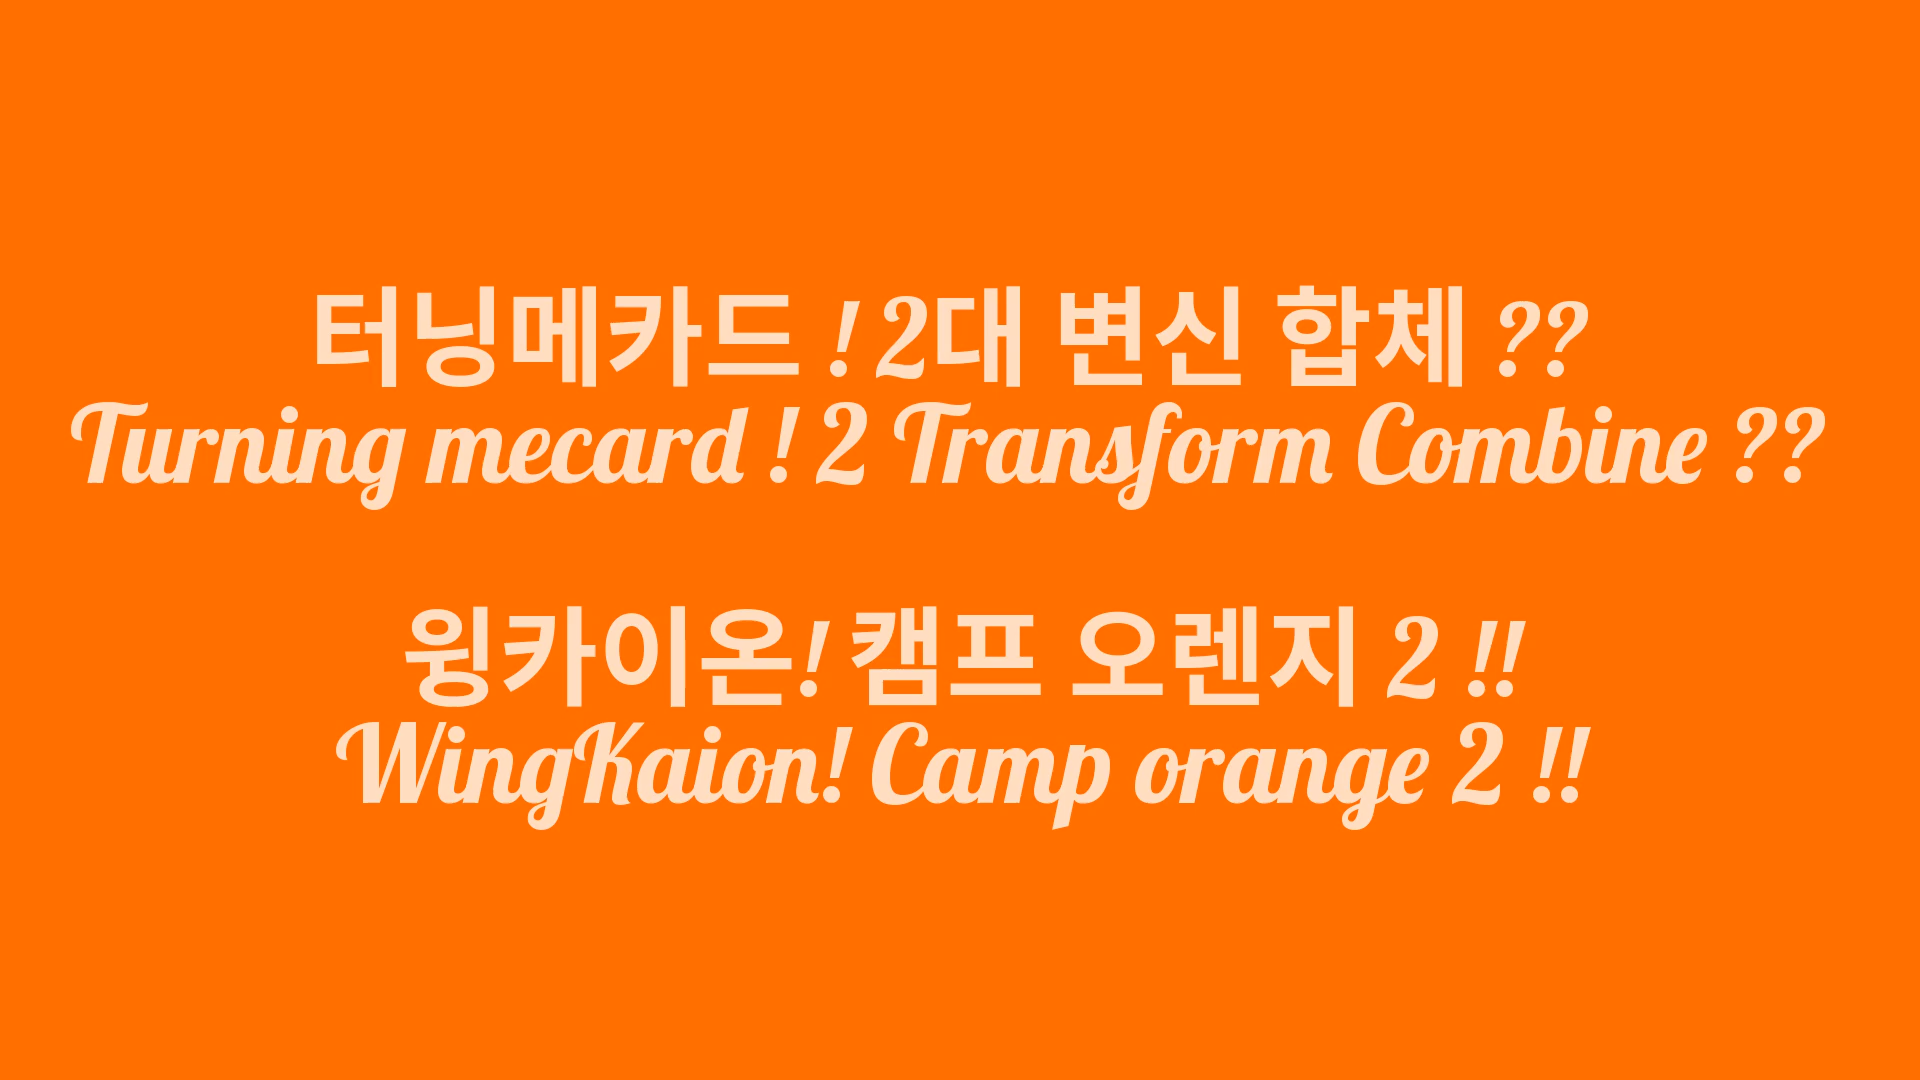 터닝메카드 ! 2대 변신 합체 ??
Turning mecard ! 2 Transform Combine ??
윙카이온! 캠프 오렌지 2 !!
WingKaion! Camp orange 2 !!